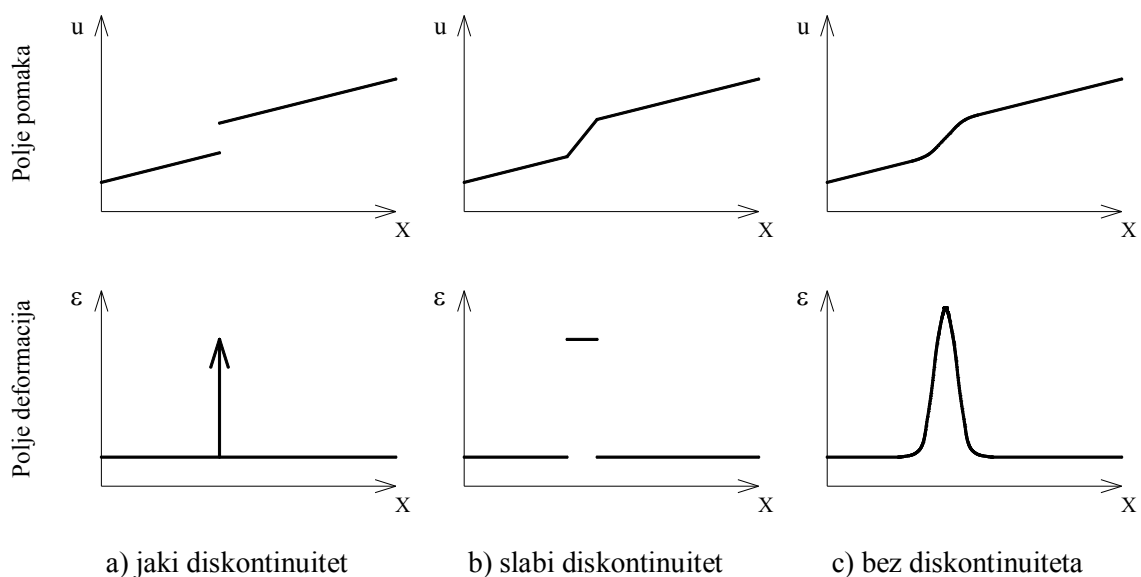 Polje pomaka
u
X
u
X
u
X
Polje deformacija
ε
X
ε
X
ε
X
a) jaki diskontinuitet
b) slabi diskontinuitet
c) bez diskontinuiteta